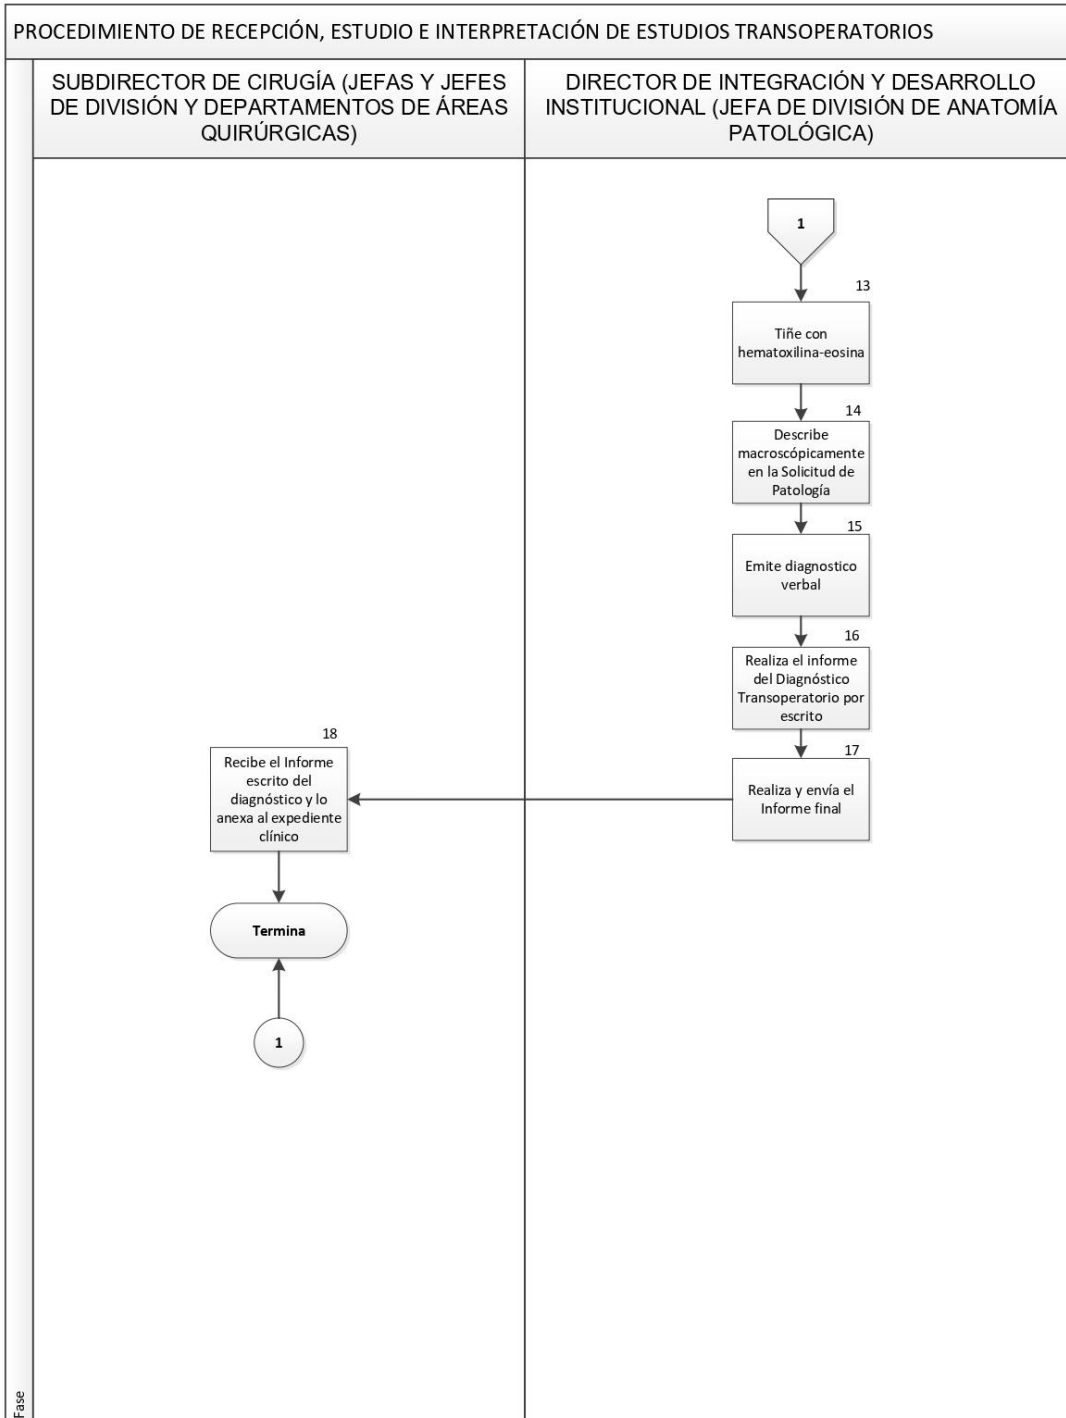 PROCEDIMIENTO DE RECEPCIÓN, ESTUDIO E INTERPRETACIÓN DE ESTUDIOS TRANSOPERATORIOS
SUBDIRECTOR DE CIRUGÍA (JEFAS Y JEFES
DE DIVISIÓN Y DEPARTAMENTOS DE ÁREAS
QUIRÚRGICAS)
DIRECTOR DE INTEGRACIÓN Y DESARROLLO
INSTITUCIONAL (JEFA DE DIVISIÓN DE ANATOMÍA
PATOLÓGICA)
1
13
Tiñe con
hematoxilina-eosina
14
Describe
macroscópicamente
en la Solicitud de
Patología
15
Emite diagnostico
verbal
16
Realiza el informe
del Diagnóstico
Transoperatorio por
escrito
17
Realiza y envía el
Informe final
18
Recibe el Informe
escrito del
diagnóstico y lo
anexa al expediente
clínico
Termina
1
Fase